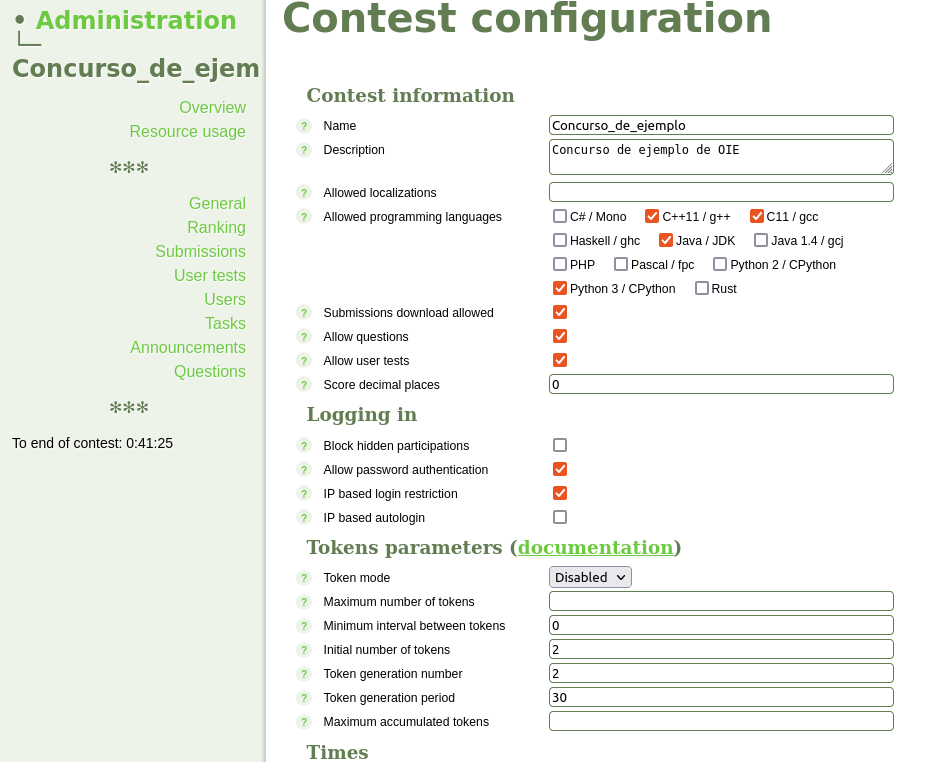 • Administration
Concurso_de_ejem
Overview
Resource usage
***
General
Ranking
Submissions
User tests
Users
Tasks
Announcements
Questions
***
To end of contest: 0:41:25
Contest configuration
Contest information
? Name Concurso_de_ejemplo
? Description Concurso de ejemplo de OIE
? Allowed localizations
? Allowed programming languages C# / Mono C++11 / g++ C11 / gcc
Haskell / ghc Java / JDK Java 1.4 / gcj
PHP Pascal / fpc Python 2 / CPython
Python 3 / CPython Rust
? Submissions download allowed
? Allow questions
? Allow user tests
? Score decimal places 0
Logging in
? Block hidden participations
? Allow password authentication
? IP based login restriction
? IP based autologin
Tokens parameters (documentation)
? Token mode Disabled
? Maximum number of tokens
? Minimum interval between tokens 0
? Initial number of tokens 2
? Token generation number 2
? Token generation period 30
? Maximum accumulated tokens
Times